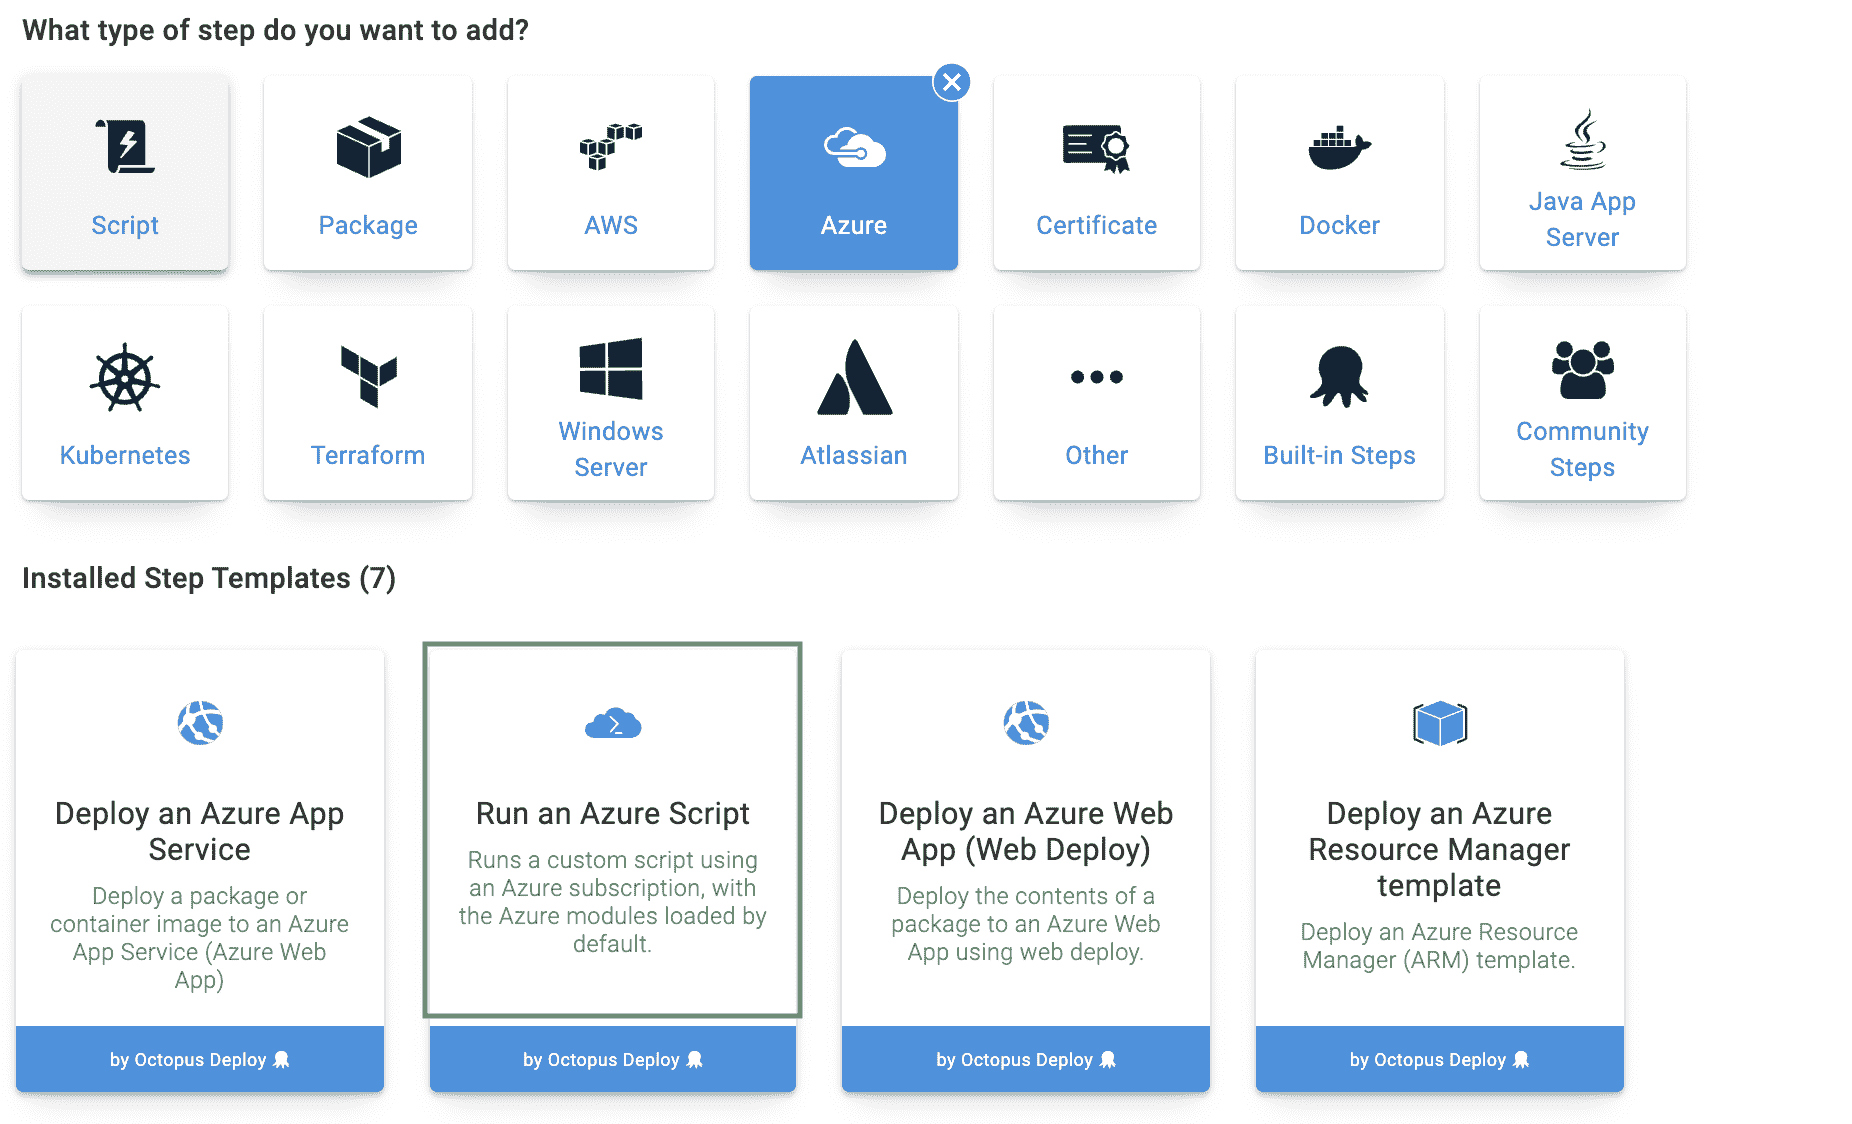 What type of step do you want to add?
Script
Package
AWS
Azure
Certificate
Docker
Java App
Server
Kubernetes
Terraform
Windows
Server
Atlassian
Other
Built-in Steps
Community
Steps
Installed Step Templates (7)
Deploy an Azure App
Service
Deploy a package or
container image to an Azure
App Service (Azure Web
App)
by Octopus Deploy
Run an Azure Script
Runs a custom script using
an Azure subscription, with
the Azure modules loaded by
default.
by Octopus Deploy
Deploy an Azure Web
App (Web Deploy)
Deploy the contents of a
package to an Azure Web
App using web deploy.
by Octopus Deploy
Deploy an Azure
Resource Manager
template
Deploy an Azure Resource
Manager (ARM) template.
by Octopus Deploy